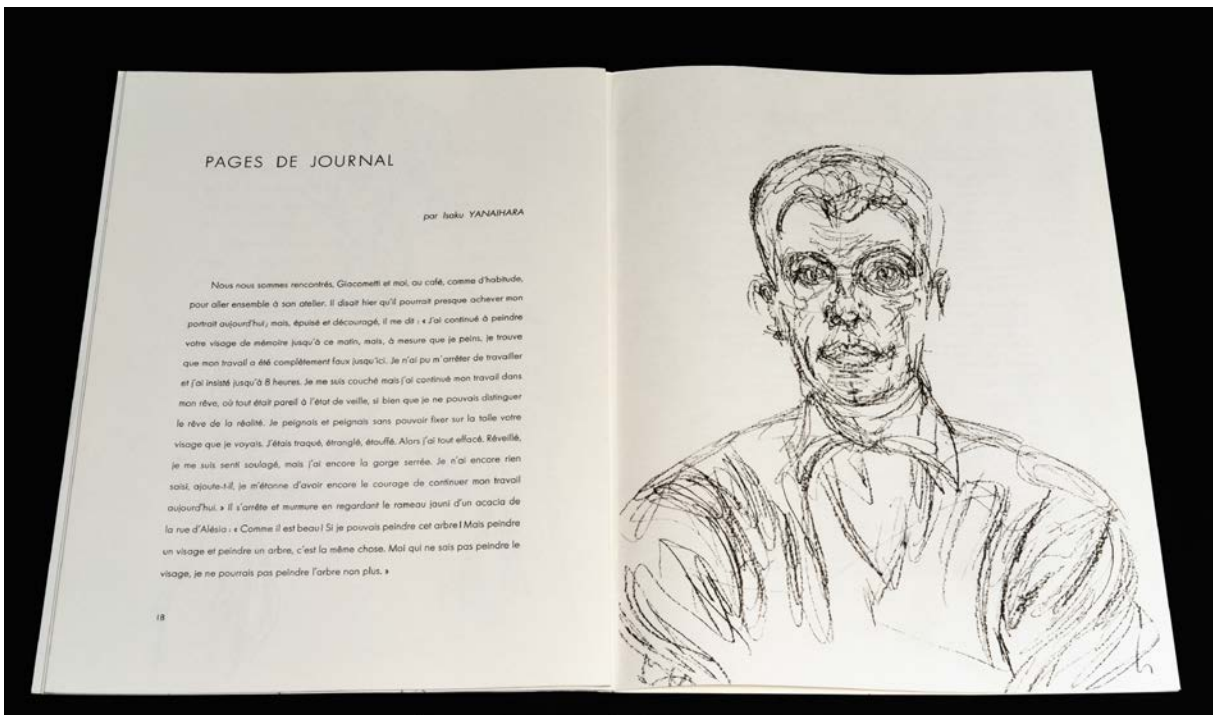 PAGES DE JOURNAL
par Isaku YANAIHARA
Nous nous sommes rencontrés, Giacometti et moi, au café, comme d'habitude,
pour aller ensemble à son atelier. Il disait hier qu'il pourrait presque achever mon
portrait aujourd'hui; mais, épuisé et découragé, il me dit : « J'ai continué à peindre
votre visage de mémoire jusqu'à ce matin, mais, à mesure que je peins, je trouve
que mon travail a été complètement faux jusqu'ici. Je n'ai pu m'arrêter de travailler
et j'ai insisté jusqu'à 8 heures. Je me suis couché mais j'ai continué mon travail dans
mon rêve, où tout était pareil à l'état de veille, si bien que je ne pouvais distinguer
le rêve de la réalité. Je peignais et peignais sans pouvoir fixer sur la toile votre
visage que je voyais. J'étais traqué, étranglé, étouffé. Alors j'ai tout effacé. Réveillé,
je me suis senti soulagé, mais j'ai encore la gorge serrée. Je n'ai encore rien
saisi, ajoute-t-il, je m'étonne d'avoir encore le courage de continuer mon travail
aujourd'hui. » Il s'arrête et murmure en regardant le rameau jauni d'un acacia de
la rue d'Alésia : « Comme il est beau! Si je pouvais peindre cet arbre! Mais peindre
un visage et peindre un arbre, c'est la même chose. Moi qui ne sais pas peindre le
visage, je ne pourrais pas peindre l'arbre non plus. »
18